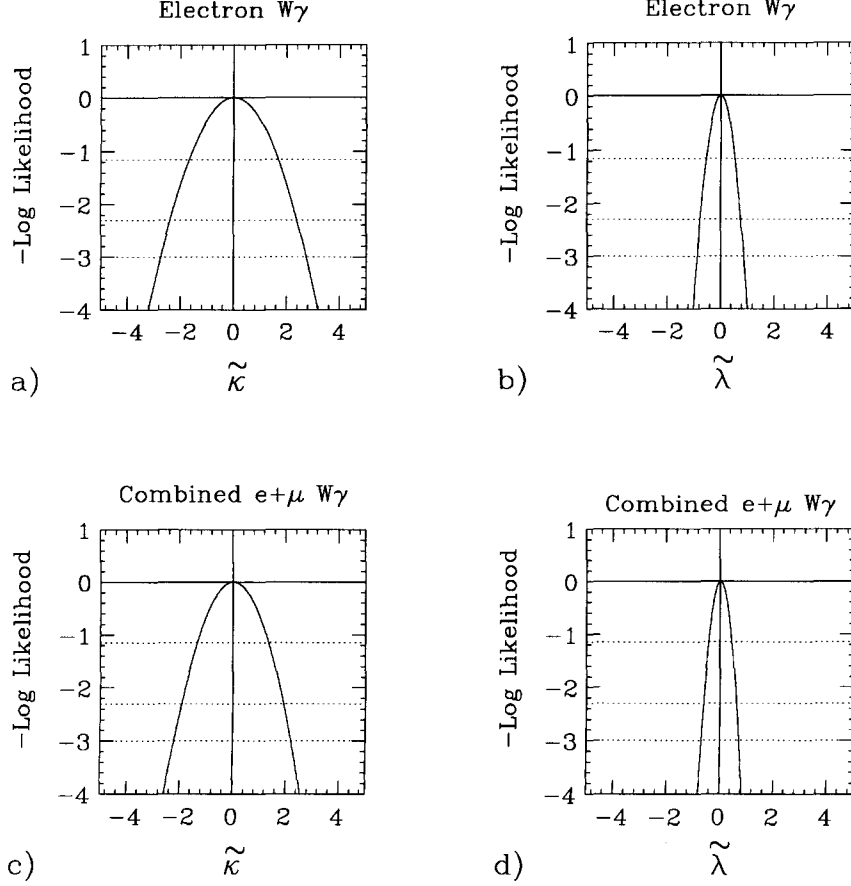 Electron Wγ
1
0
−1
−2
−3
−4
−Log Likelihood
−4 −2 0 2 4
a) κ̃
Electron Wγ
1
0
−1
−2
−3
−4
−Log Likelihood
−4 −2 0 2 4
b) λ̃
Combined e+μ Wγ
1
0
−1
−2
−3
−4
−Log Likelihood
−4 −2 0 2 4
c) κ̃
Combined e+μ Wγ
1
0
−1
−2
−3
−4
−Log Likelihood
−4 −2 0 2 4
d) λ̃